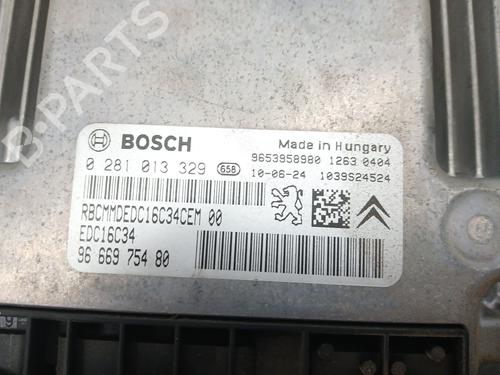 B-PARTS
BOSCH
Made in Hungary
0 281 013 329 658
9653958980 1263 0404
10-06-24 1039S24524
RBCMMDEDC16C34CEM 00
EDC16C34
96 669 754 80